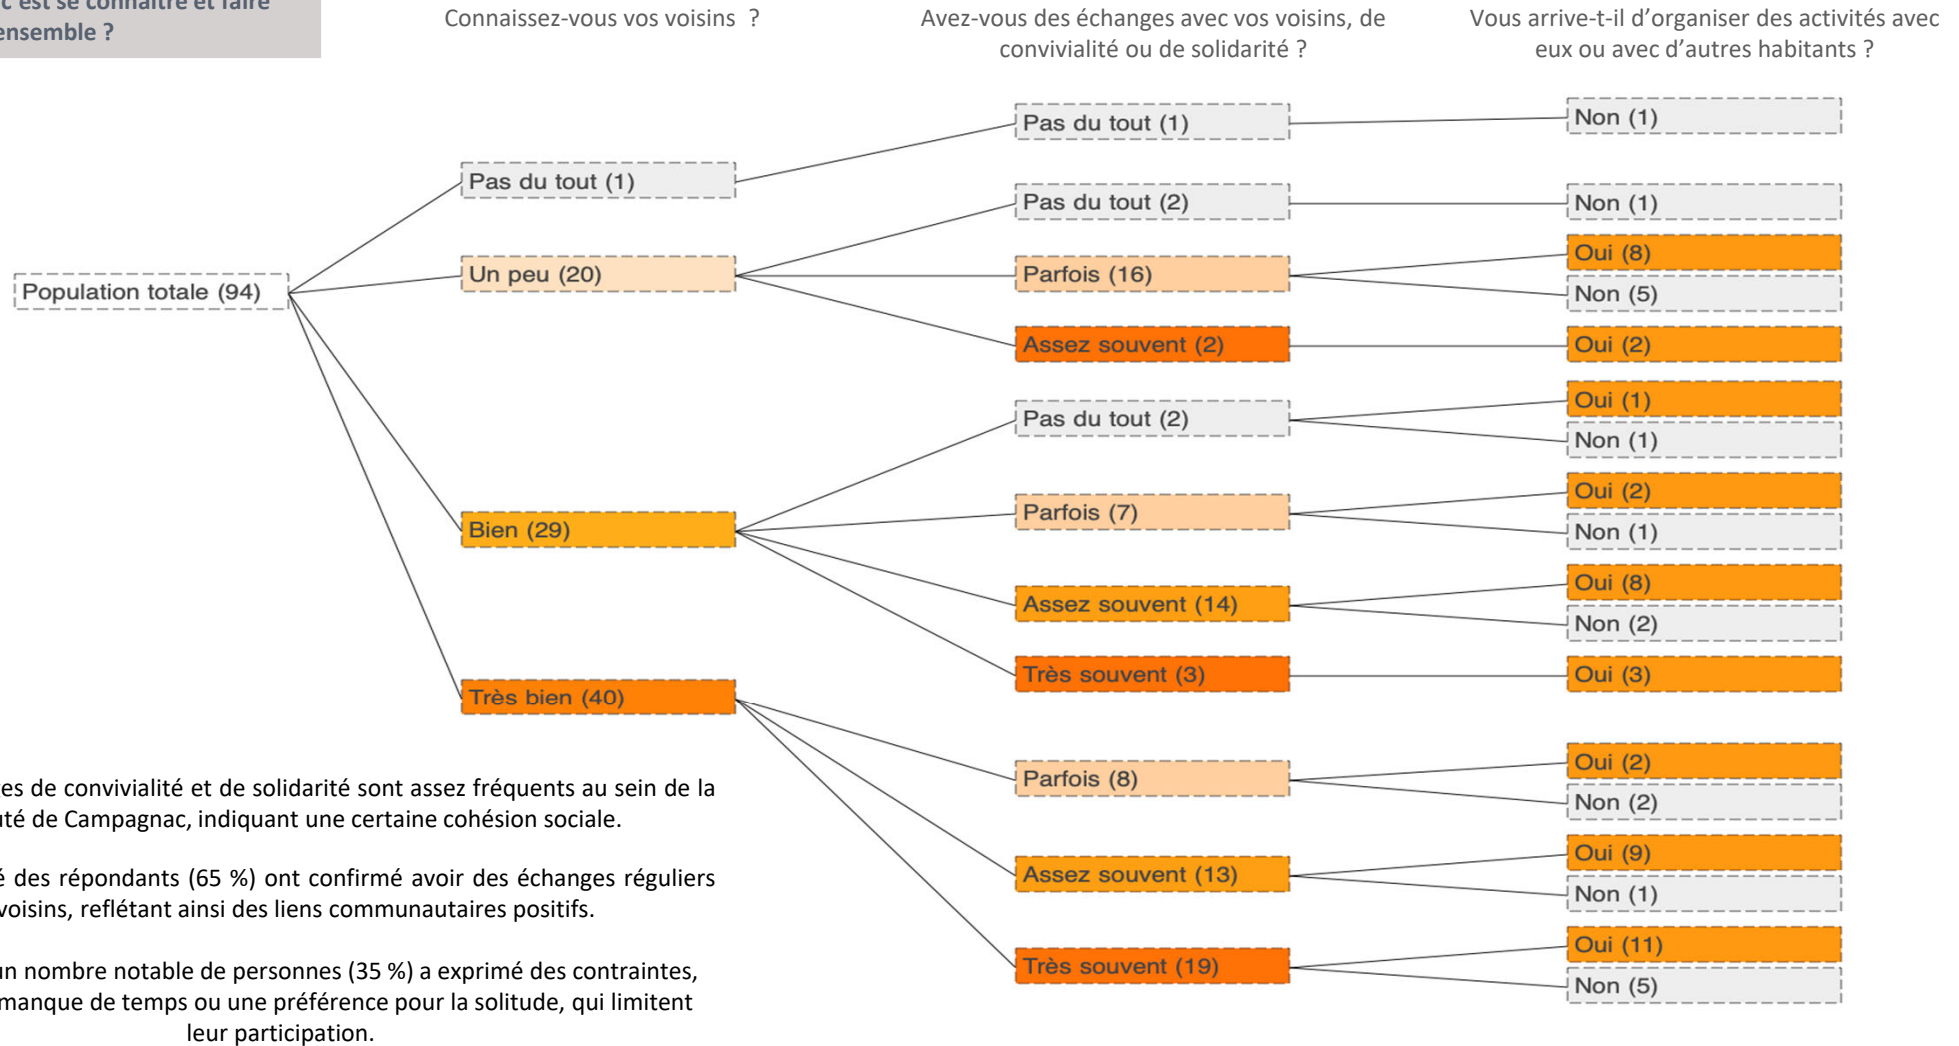 c'est se connaître et faire
ensemble ?
Connaissez-vous vos voisins ?
Avez-vous des échanges avec vos voisins, de
convivialité ou de solidarité ?
Vous arrive-t-il d'organiser des activités avec
eux ou avec d'autres habitants ?
Population totale (94)
Pas du tout (1)
Un peu (20)
Bien (29)
Très bien (40)
Pas du tout (1)
Pas du tout (2)
Parfois (16)
Assez souvent (2)
Pas du tout (2)
Parfois (7)
Assez souvent (14)
Très souvent (3)
Parfois (8)
Assez souvent (13)
Très souvent (19)
Non (1)
Non (1)
Oui (8)
Non (5)
Oui (2)
Oui (1)
Non (1)
Oui (2)
Non (1)
Oui (8)
Non (2)
Oui (3)
Oui (2)
Non (2)
Oui (9)
Non (1)
Oui (11)
Non (5)
es de convivialité et de solidarité sont assez fréquents au sein de la
uté de Campagnac, indiquant une certaine cohésion sociale.
é des répondants (65 %) ont confirmé avoir des échanges réguliers
voisins, reflétant ainsi des liens communautaires positifs.
un nombre notable de personnes (35 %) a exprimé des contraintes,
manque de temps ou une préférence pour la solitude, qui limitent
leur participation.